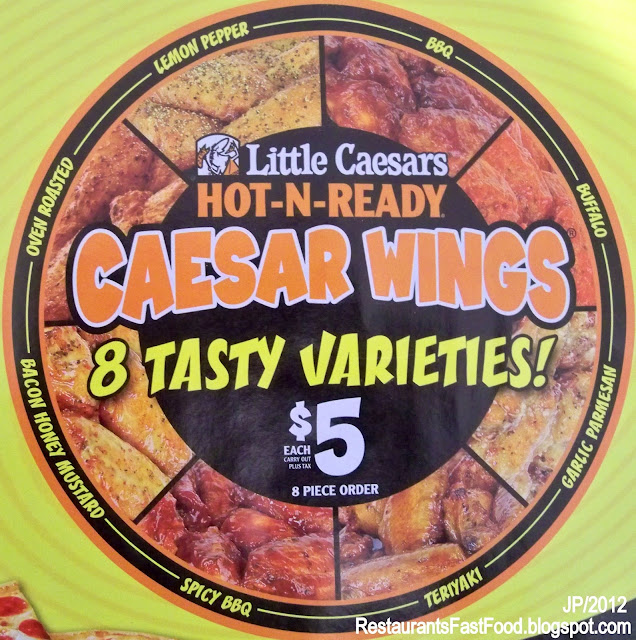 LEMON PEPPER
BBQ
BUFFALO
GARLIC PARMESAN
TERIYAKI
SPICY BBQ
BACON HONEY MUSTARD
OVEN ROASTED
Little Caesars
HOT-N-READY
CAESAR WINGS®
8 TASTY VARIETIES!
$5
EACH
CARRY OUT
PLUS TAX
8 PIECE ORDER
JP/2012
RestaurantsFastFood.blogspot.com